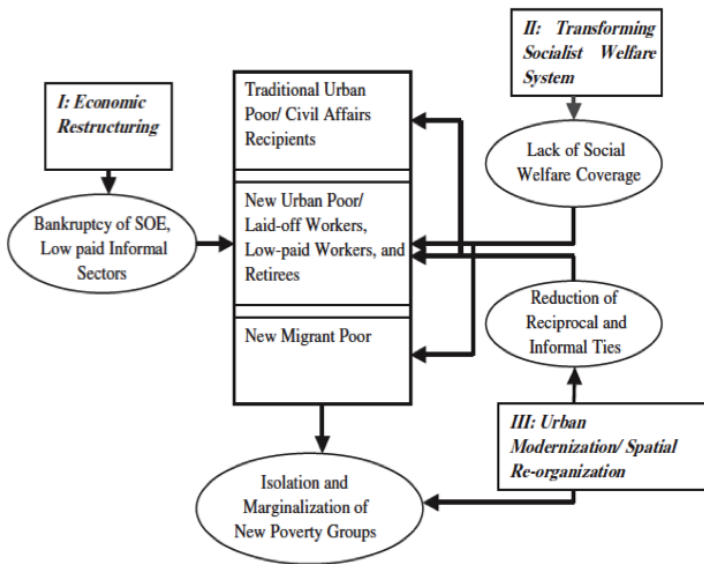 I: Economic
Restructuring
Bankruptcy of SOE,
Low paid Informal
Sectors
Traditional Urban
Poor/ Civil Affairs
Recipients
New Urban Poor/
Laid-off Workers,
Low-paid Workers, and
Retirees
New Migrant Poor
Isolation and
Marginalization of
New Poverty Groups
II: Transforming
Socialist Welfare
System
Lack of Social
Welfare Coverage
Reduction of
Reciprocal and
Informal Ties
III: Urban
Modernization/ Spatial
Re-organization